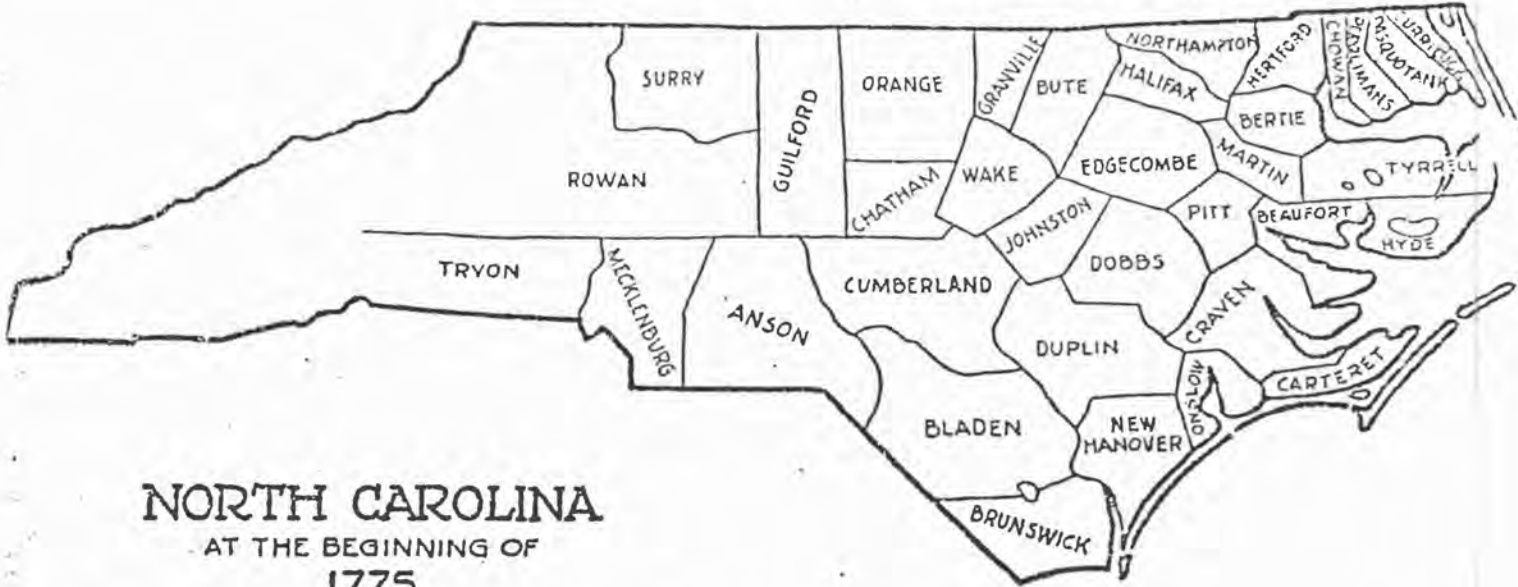 SURRY
GUILFORD
ORANGE
GRANVILLE
BUTE
NORTHAMPTON
HALIFAX
HERTFORD
CHOWAN
PASQUOTANK
BERTIE
ROWAN
CHATHAM
WAKE
EDGECOMBE
MARTIN
TYRRELL
JOHNSTON
PITT
BEAUFORT
HYDE
TRYON
MECKLENBURG
ANSON
CUMBERLAND
DOBBS
CRAVEN
DUPLIN
ONSLOW
CARTERET
BLADEN
NEW
HANOVER
BRUNSWICK
NORTH CAROLINA
AT THE BEGINNING OF
1775